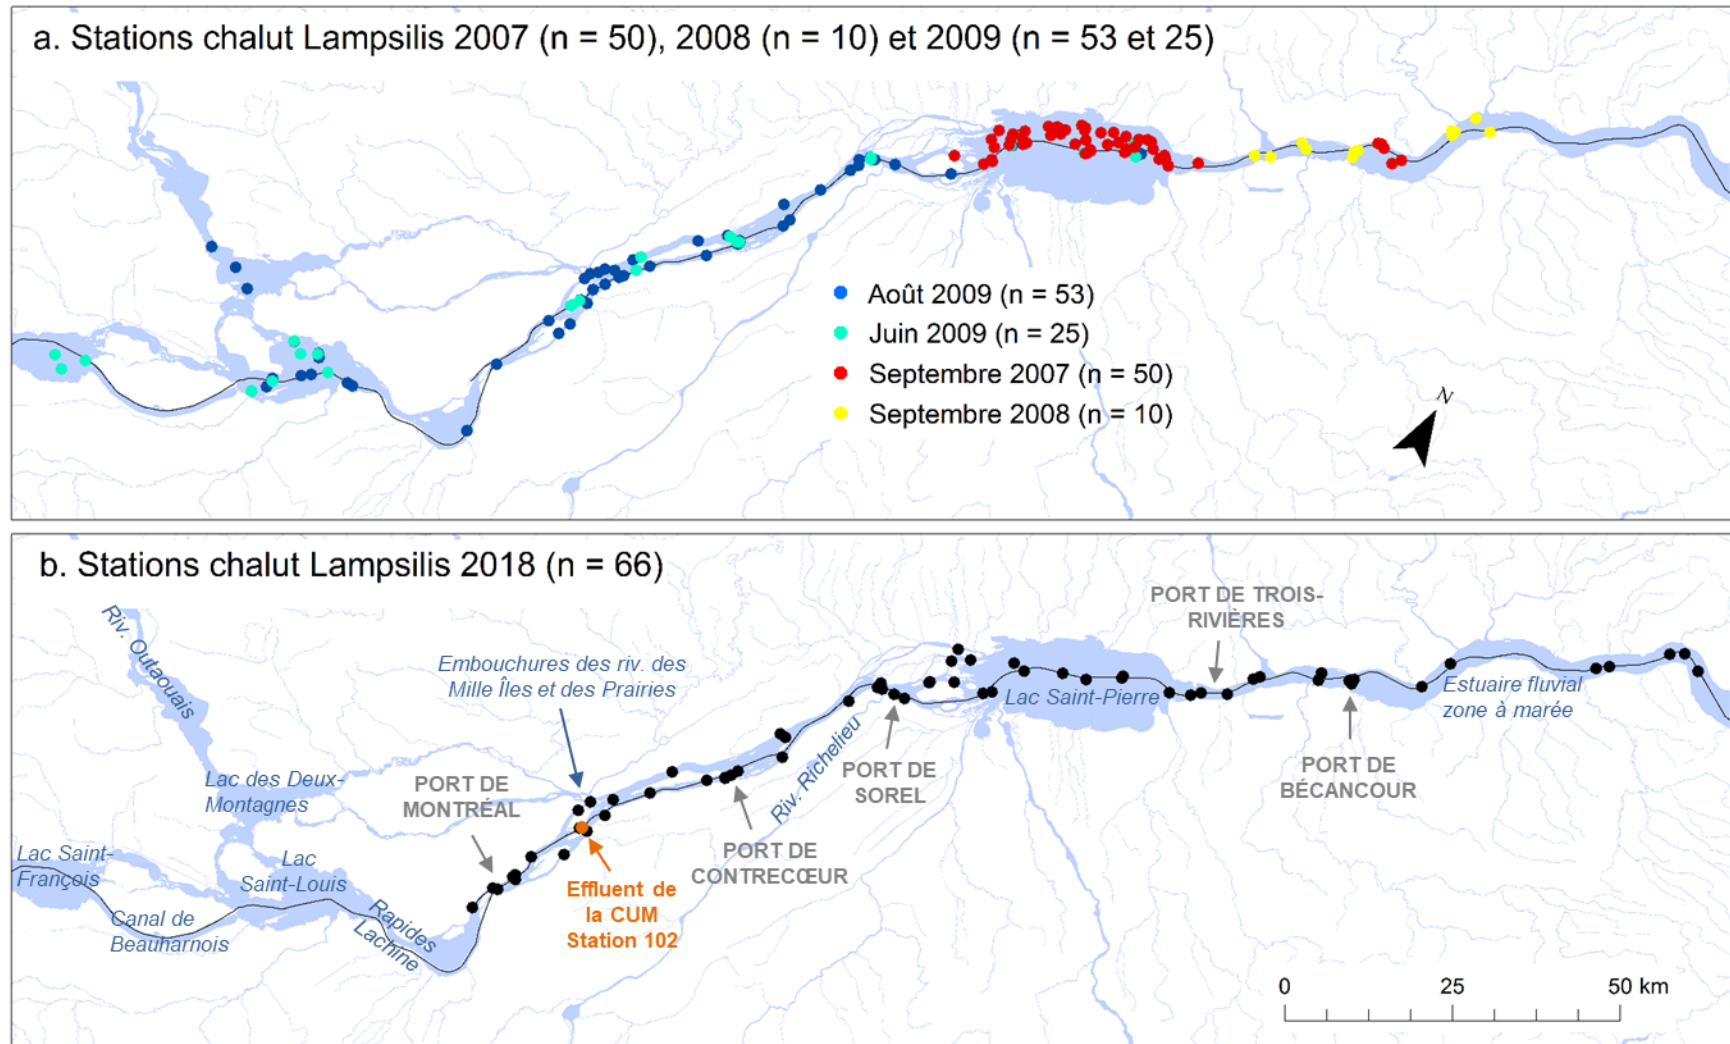 a. Stations chalut Lampsilis 2007 (n = 50), 2008 (n = 10) et 2009 (n = 53 et 25)
Août 2009 (n = 53)
Juin 2009 (n = 25)
Septembre 2007 (n = 50)
Septembre 2008 (n = 10)
N
b. Stations chalut Lampsilis 2018 (n = 66)
Riv. Outaouais
Embouchures des riv. des
Mille Îles et des Prairies
PORT DE TROIS-
RIVIÈRES
Lac Saint-Pierre
Estuaire fluvial
zone à marée
Lac des Deux-
Montagnes
PORT DE
MONTRÉAL
Riv. Richelieu
PORT DE
SOREL
PORT DE
BÉCANCOUR
Lac Saint-
François
Lac
Saint-Louis
PORT DE
CONTRECŒUR
Canal de
Beauharnois
Rapides
Lachine
Effluent de
la CUM
Station 102
0 25 50 km